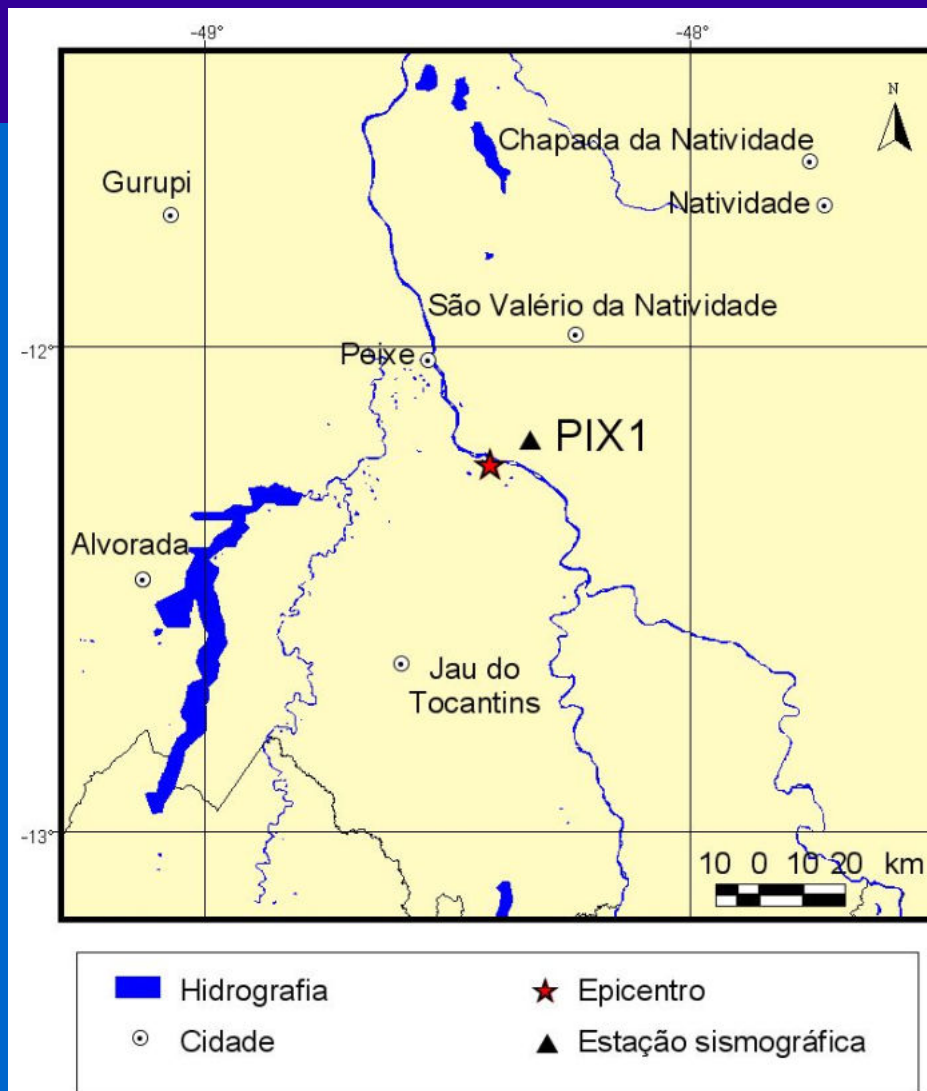 -49°
-48°
N
Chapada da Natividade
Gurupi
Natividade
São Valério da Natividade
-12°
Peixe
PIX1
Alvorada
Jau do
Tocantins
-13°
10 0 10 20 km
Hidrografia
Epicentro
Cidade
Estação sismográfica